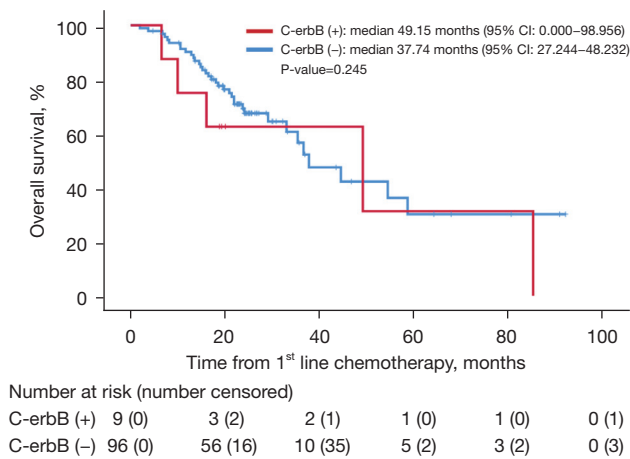 C-erbB (+): median 49.15 months (95% CI: 0.000–98.956)
C-erbB (–): median 37.74 months (95% CI: 27.244–48.232)
P-value=0.245
Overall survival, %
100
80
60
40
20
0
0 20 40 60 80 100
Time from 1st line chemotherapy, months
Number at risk (number censored)
C-erbB (+) 9 (0) 3 (2) 2 (1) 1 (0) 1 (0) 0 (1)
C-erbB (–) 96 (0) 56 (16) 10 (35) 5 (2) 3 (2) 0 (3)